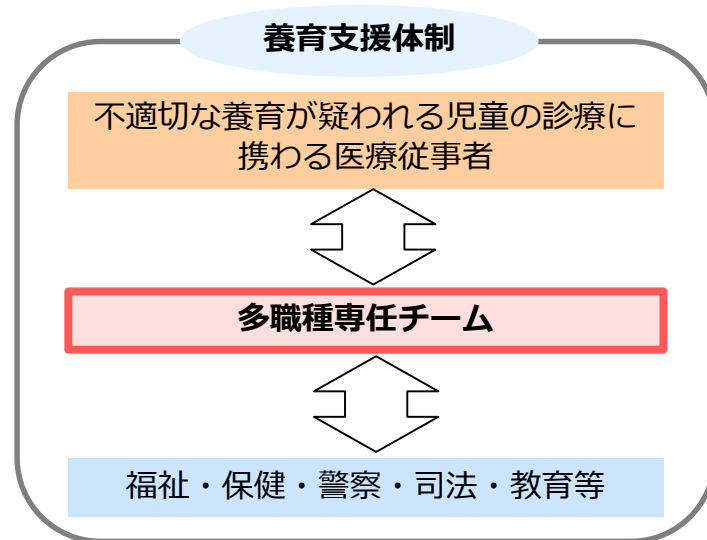 養育支援体制
不適切な養育が疑われる児童の診療に
携わる医療従事者
多職種専任チーム
福祉・保健・警察・司法・教育等